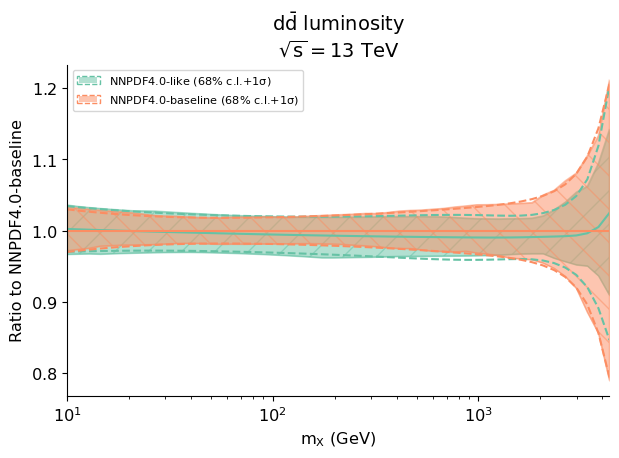 dd̄ luminosity
√s = 13 TeV
NNPDF4.0-like (68% c.l.+1σ)
NNPDF4.0-baseline (68% c.l.+1σ)
Ratio to NNPDF4.0-baseline
1.2
1.1
1.0
0.9
0.8
10¹ 10² 10³
m_X (GeV)